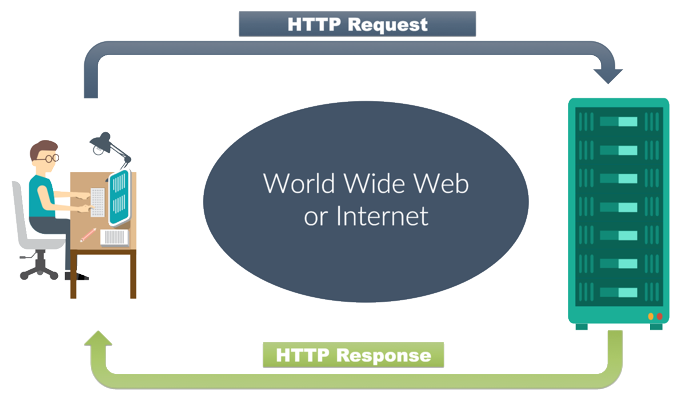 HTTP Request
World Wide Web
or Internet
HTTP Response